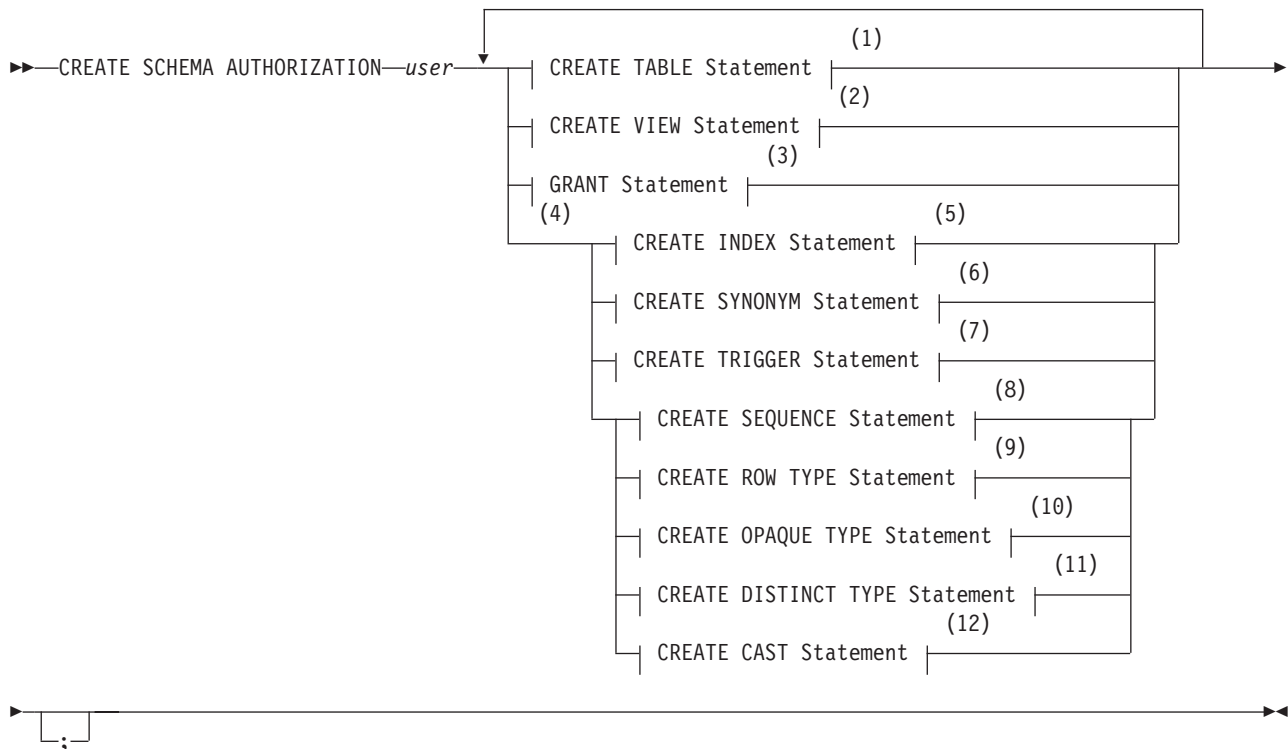 (1)
CREATE SCHEMA AUTHORIZATION user CREATE TABLE Statement
(2)
CREATE VIEW Statement
(3)
GRANT Statement
(4) (5)
CREATE INDEX Statement
(6)
CREATE SYNONYM Statement
(7)
CREATE TRIGGER Statement
(8)
CREATE SEQUENCE Statement
(9)
CREATE ROW TYPE Statement
(10)
CREATE OPAQUE TYPE Statement
(11)
CREATE DISTINCT TYPE Statement
(12)
CREATE CAST Statement
;